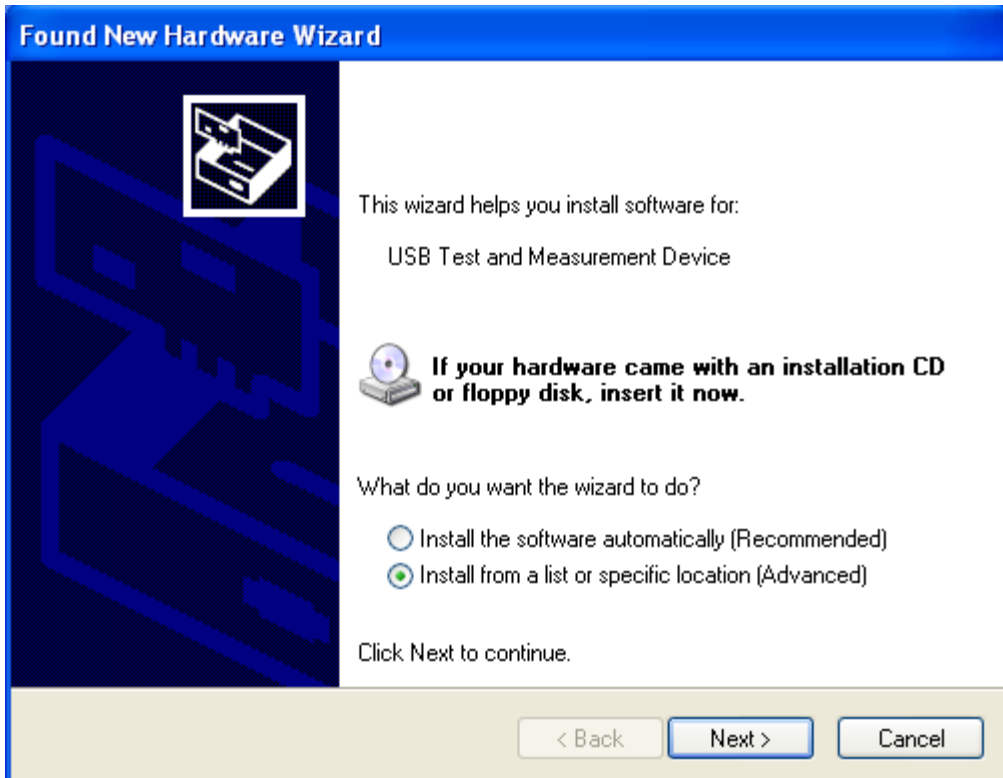 Found New Hardware Wizard
This wizard helps you install software for:
USB Test and Measurement Device
If your hardware came with an installation CD
or floppy disk, insert it now.
What do you want the wizard to do?
Install the software automatically (Recommended)
Install from a list or specific location (Advanced)
Click Next to continue.
< Back
Next >
Cancel